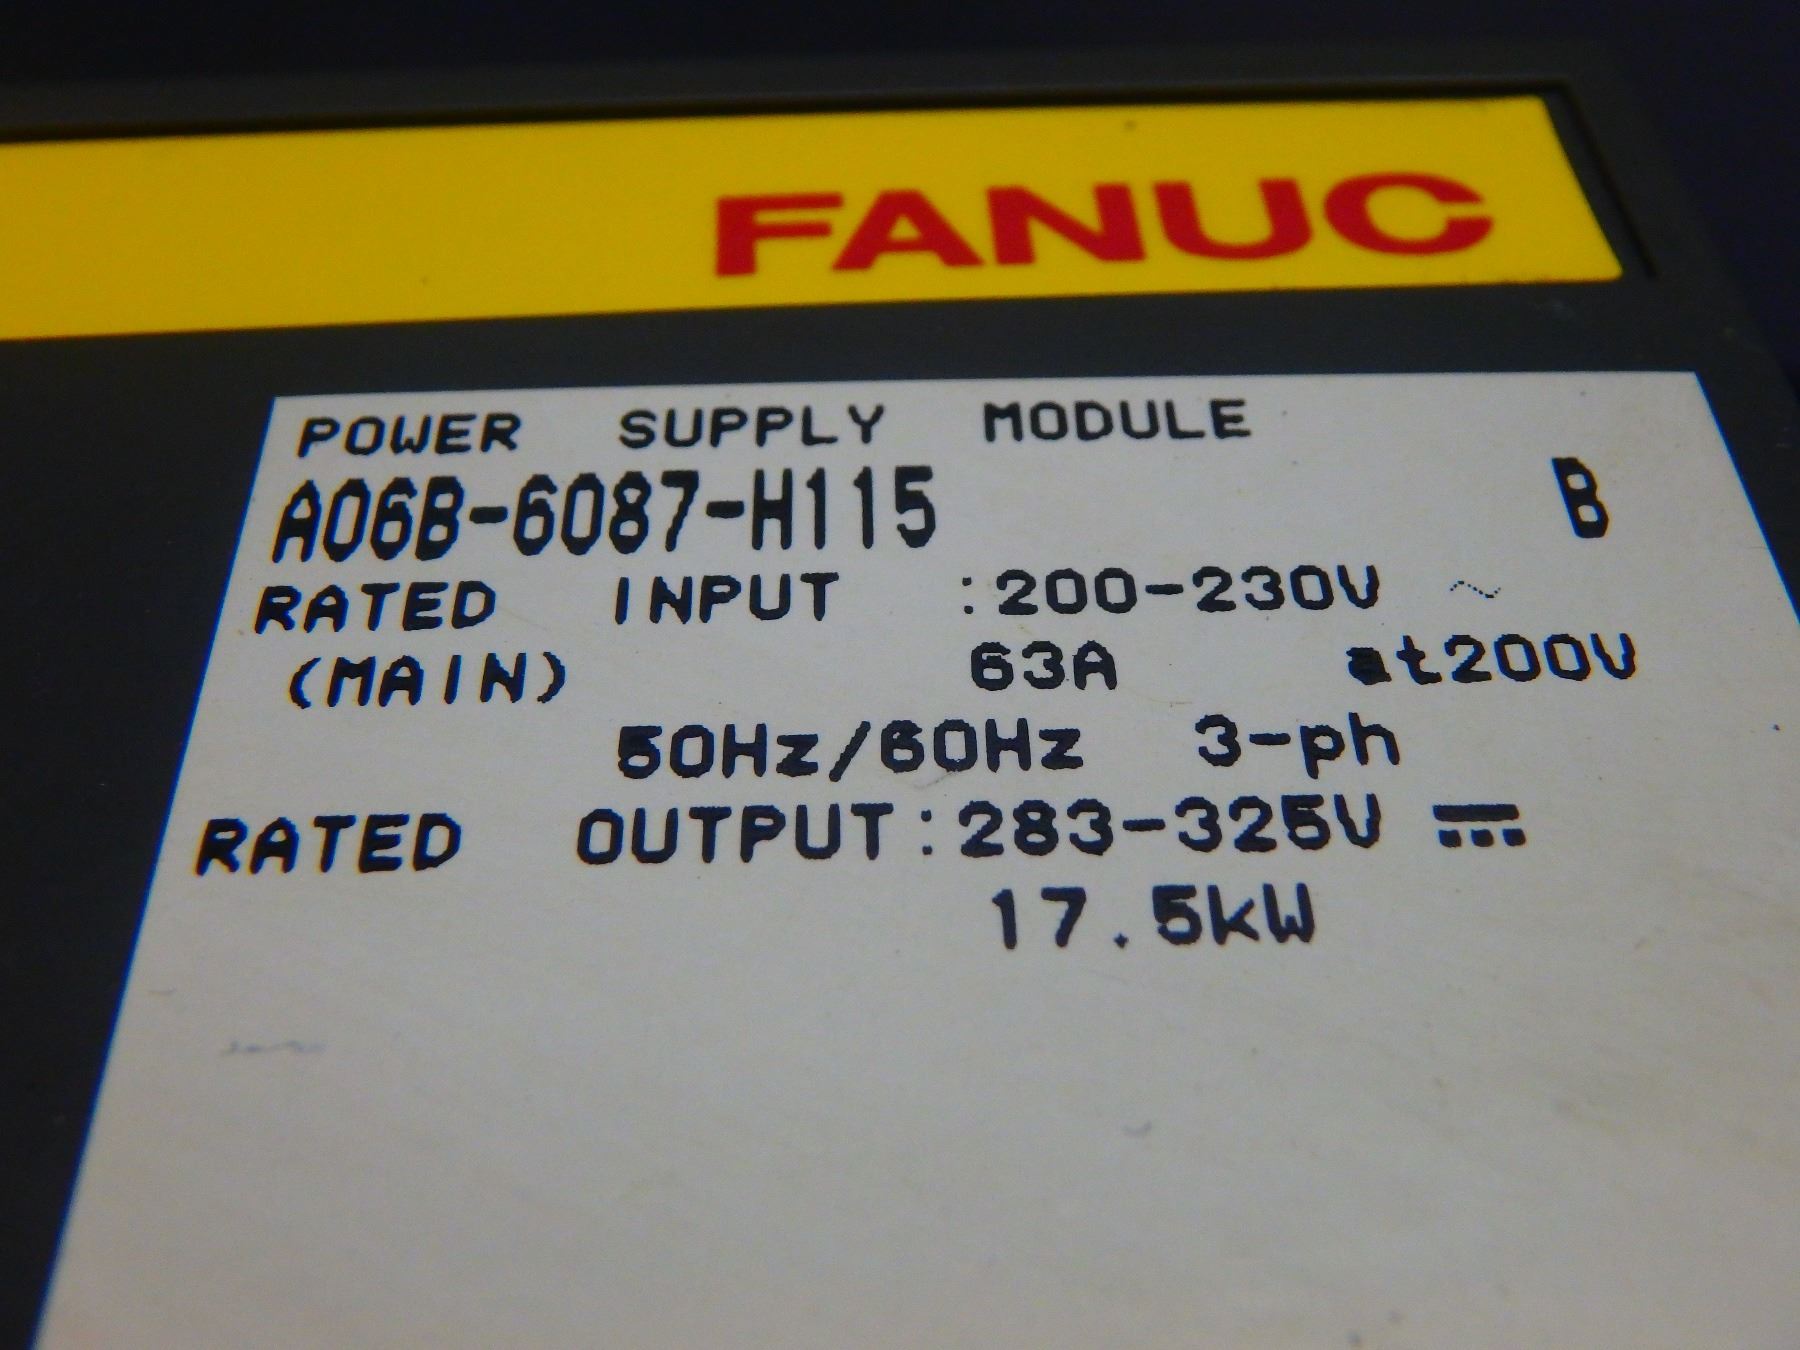 FANUC
POWER SUPPLY MODULE
A06B-6087-H115 B
RATED INPUT :200-230V ~
(MAIN) 63A at200V
50Hz/60Hz 3-ph
RATED OUTPUT:283-325V ⎓
17.5kW